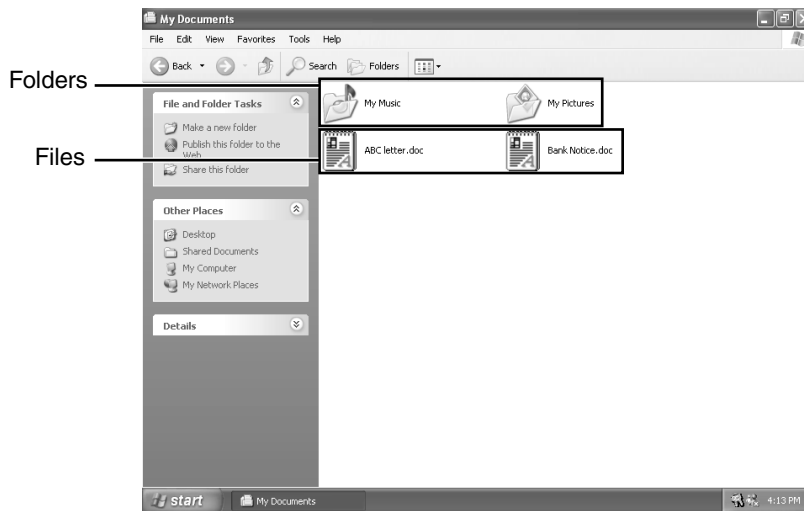 My Documents
File Edit View Favorites Tools Help
Back Search Folders
Folders
File and Folder Tasks
My Music My Pictures
Make a new folder
Publish this folder to the
Web
Files
ABC letter.doc Bank Notice.doc
Share this folder
Other Places
Desktop
Shared Documents
My Computer
My Network Places
Details
start My Documents 4:13 PM